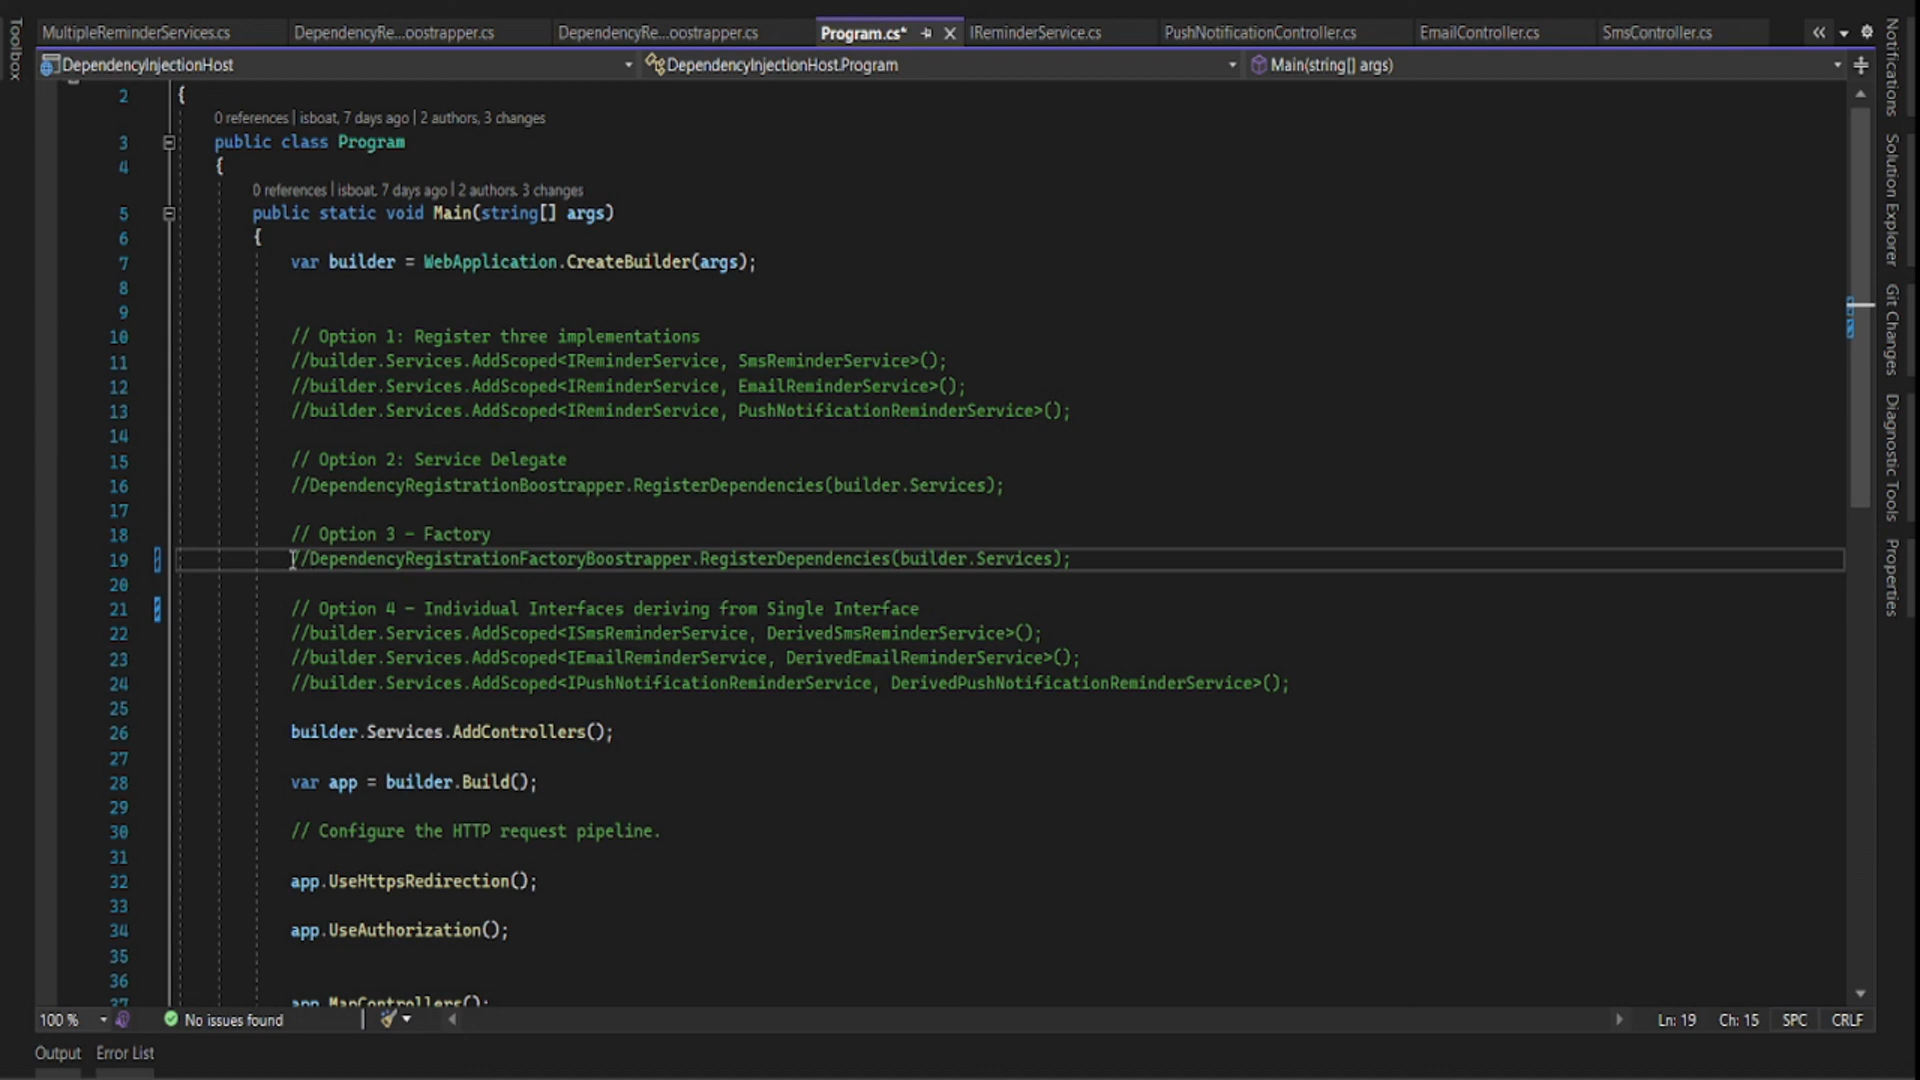 Toolbox
MultipleReminderServices.cs
DependencyRe...oostrapper.cs
DependencyRe...oostrapper.cs
Program.cs*
IReminderService.cs
PushNotificationController.cs
EmailController.cs
SmsController.cs
DependencyInjectionHost
DependencyInjectionHost.Program
Main(string[] args)
2 {
0 references | isboat, 7 days ago | 2 authors, 3 changes
3 public class Program
4 {
0 references | isboat, 7 days ago | 2 authors, 3 changes
5 public static void Main(string[] args)
6 {
7 var builder = WebApplication.CreateBuilder(args);
8
9
10 // Option 1: Register three implementations
11 //builder.Services.AddScoped<IReminderService, SmsReminderService>();
12 //builder.Services.AddScoped<IReminderService, EmailReminderService>();
13 //builder.Services.AddScoped<IReminderService, PushNotificationReminderService>();
14
15 // Option 2: Service Delegate
16 //DependencyRegistrationBoostrapper.RegisterDependencies(builder.Services);
17
18 // Option 3 - Factory
19 //DependencyRegistrationFactoryBoostrapper.RegisterDependencies(builder.Services);
20
21 // Option 4 - Individual Interfaces deriving from Single Interface
22 //builder.Services.AddScoped<ISmsReminderService, DerivedSmsReminderService>();
23 //builder.Services.AddScoped<IEmailReminderService, DerivedEmailReminderService>();
24 //builder.Services.AddScoped<IPushNotificationReminderService, DerivedPushNotificationReminderService>();
25
26 builder.Services.AddControllers();
27
28 var app = builder.Build();
29
30 // Configure the HTTP request pipeline.
31
32 app.UseHttpsRedirection();
33
34 app.UseAuthorization();
35
36
37 app.MapControllers();
100 %
No issues found
Ln: 19
Ch: 15
SPC
CRLF
Output
Error List
Notifications
Solution Explorer
Git Changes
Diagnostic Tools
Properties